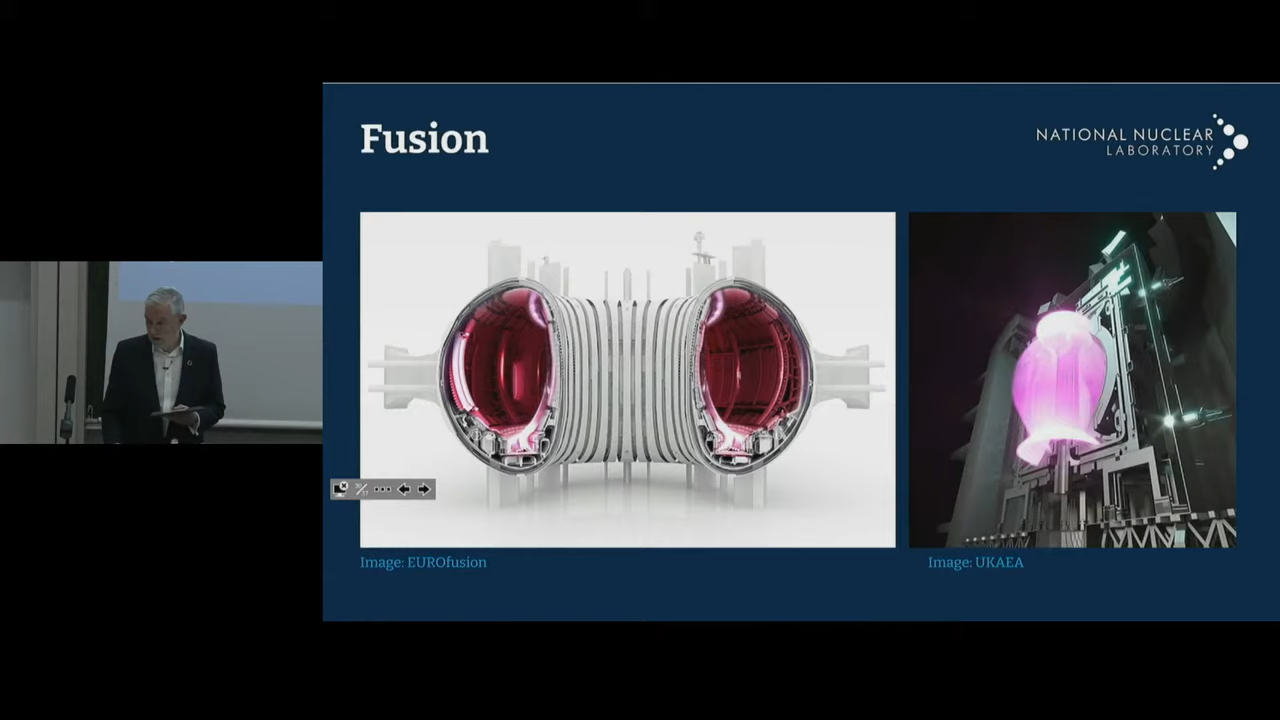 Fusion
NATIONAL NUCLEAR
LABORATORY
Image: EUROfusion
Image: UKAEA